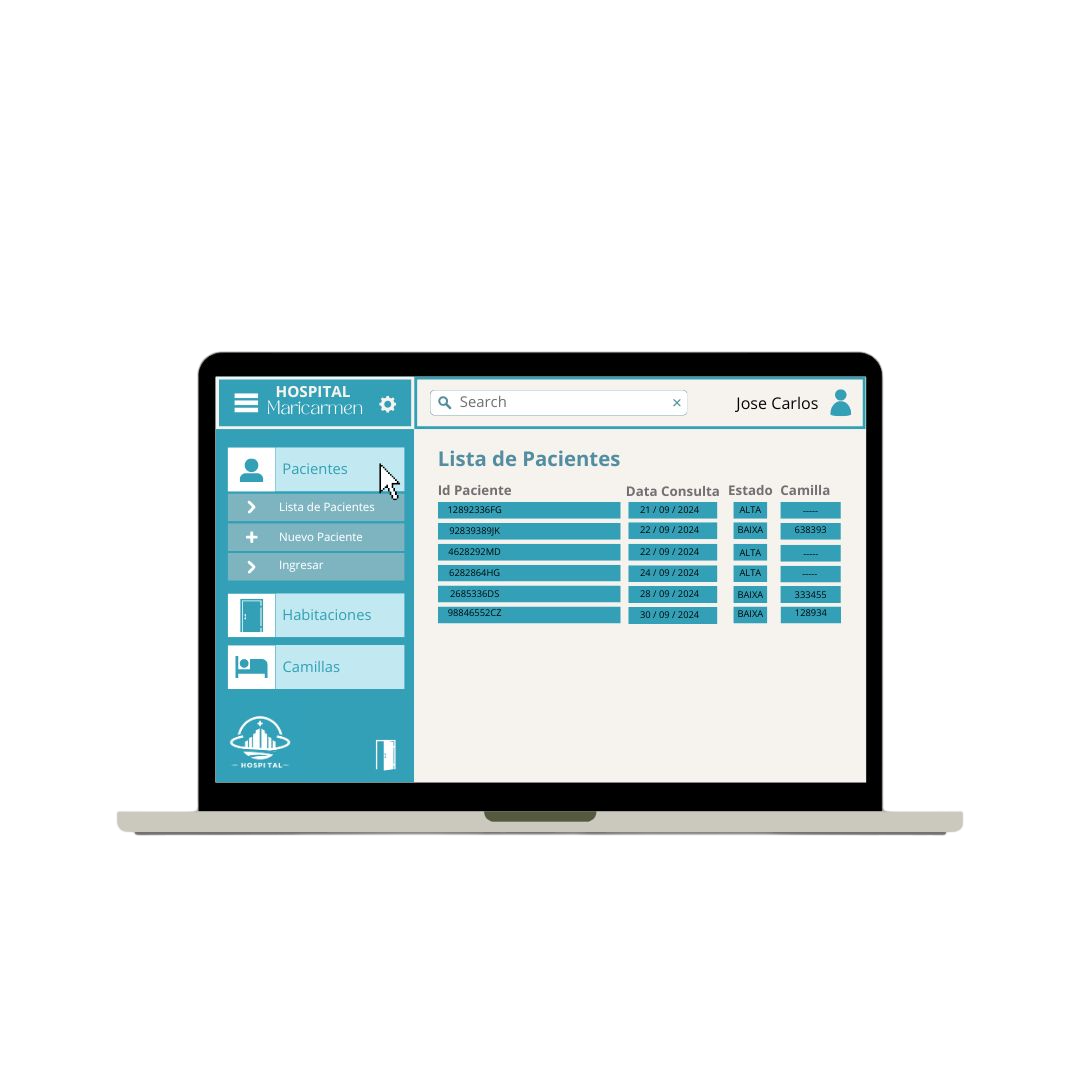 HOSPITAL
Maricarmen
Search
Jose Carlos
Pacientes
Lista de Pacientes
Nuevo Paciente
Ingresar
Habitaciones
Camillas
HOSPITAL
Lista de Pacientes
Id Paciente Data Consulta Estado Camilla
12892336FG 21 / 09 / 2024 ALTA -----
92839389JK 22 / 09 / 2024 BAIXA 638393
4628292MD 22 / 09 / 2024 ALTA -----
6282864HG 24 / 09 / 2024 ALTA -----
2685336DS 28 / 09 / 2024 BAIXA 333455
98846552CZ 30 / 09 / 2024 BAIXA 128934